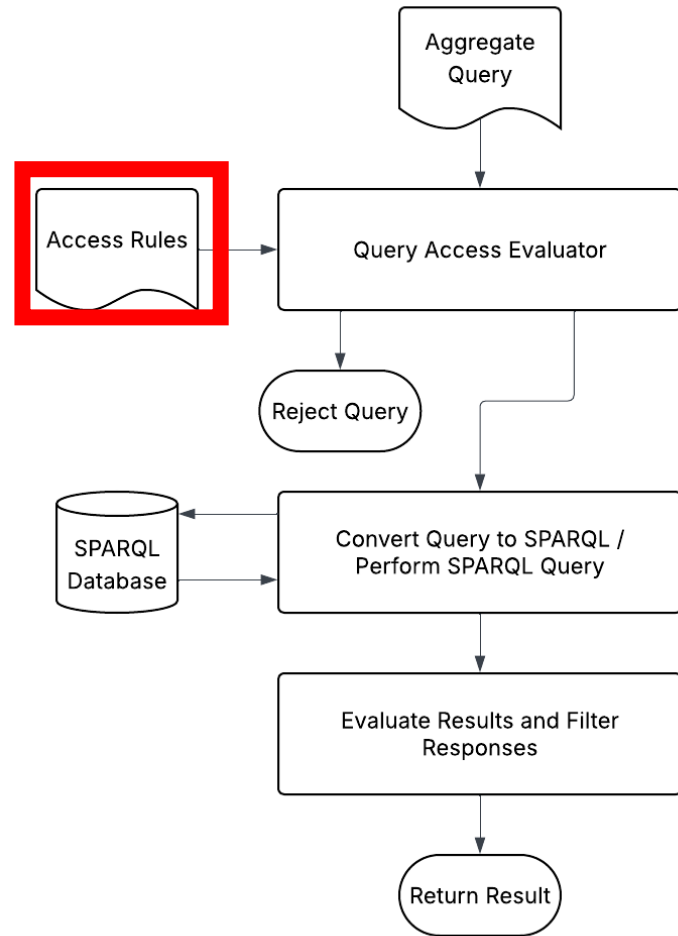 Aggregate
Query
Access Rules
Query Access Evaluator
Reject Query
SPARQL
Database
Convert Query to SPARQL /
Perform SPARQL Query
Evaluate Results and Filter
Responses
Return Result